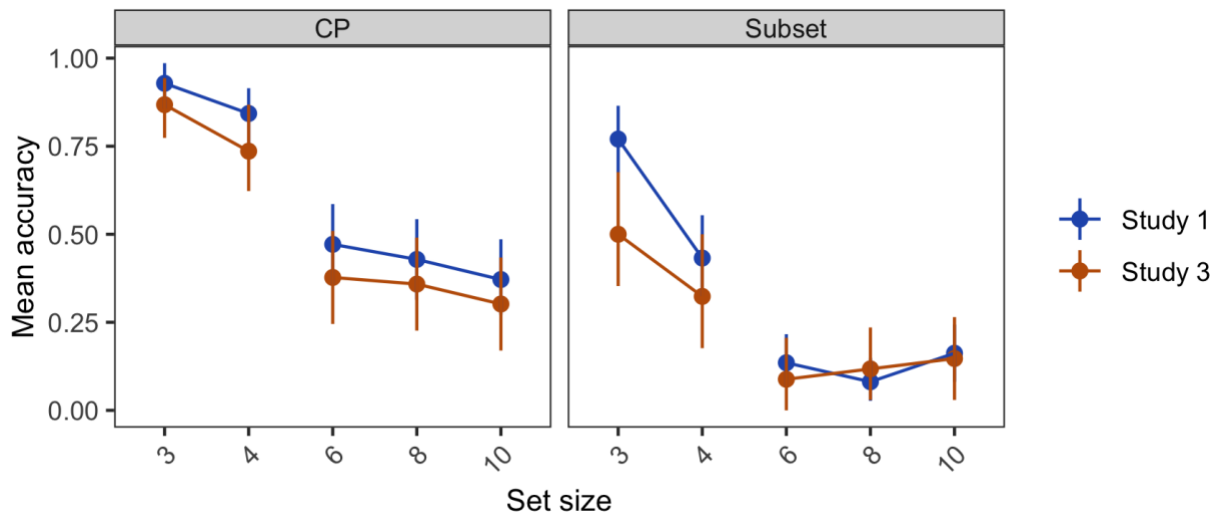 CP
Subset
Mean accuracy
1.00
0.75
0.50
0.25
0.00
3 4 6 8 10
3 4 6 8 10
Set size
Study 1
Study 3